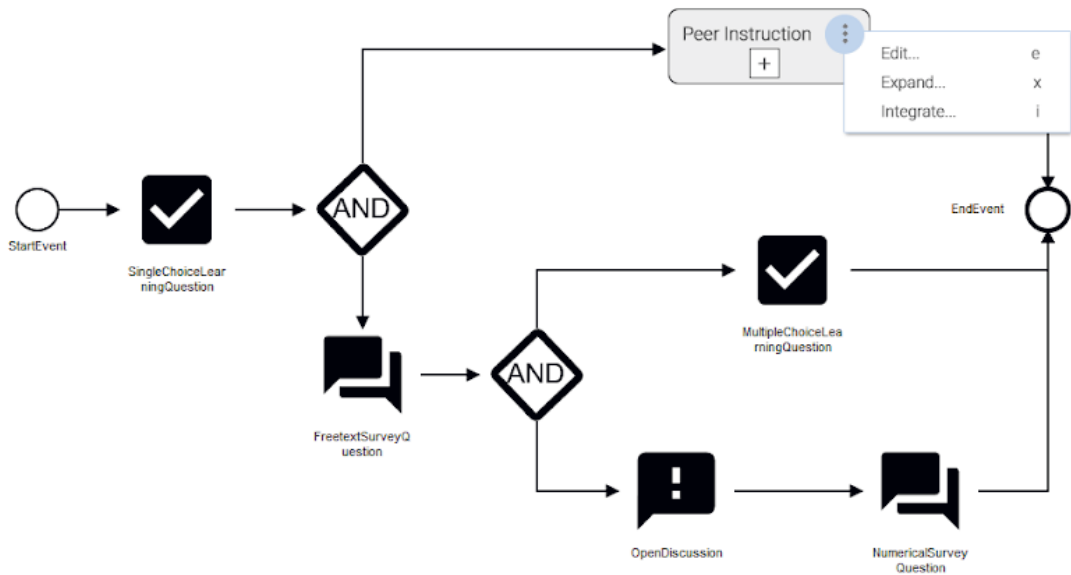 Peer Instruction
Edit... e
Expand... x
Integrate... i
AND
StartEvent
EndEvent
SingleChoiceLear
ningQuestion
MultipleChoiceLea
rningQuestion
AND
FreetextSurveyQ
uestion
OpenDiscussion
NumericalSurvey
Question